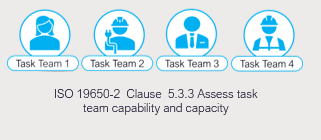 Task Team 1 Task Team 2 Task Team 3 Task Team 4
ISO 19650-2 Clause 5.3.3 Assess task
team capability and capacity